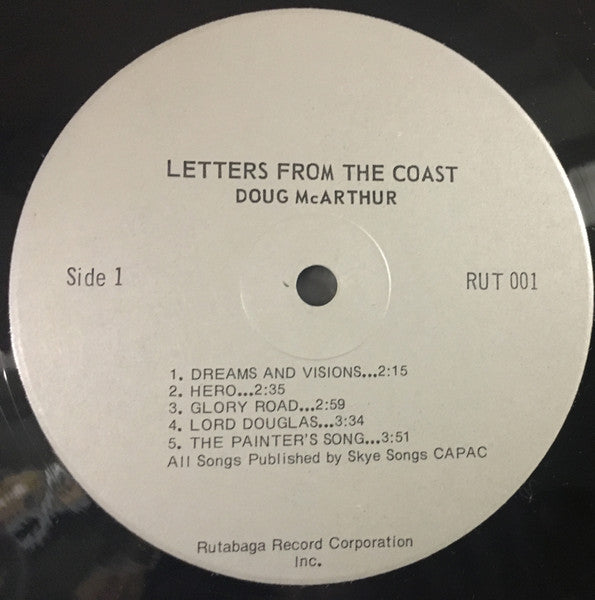 LETTERS FROM THE COAST
DOUG McARTHUR
Side 1
RUT 001
1. DREAMS AND VISIONS...2:15
2. HERO...2:35
3. GLORY ROAD...2:59
4. LORD DOUGLAS...3:34
5. THE PAINTER'S SONG...3:51
All Songs Published by Skye Songs CAPAC
Rutabaga Record Corporation
Inc.